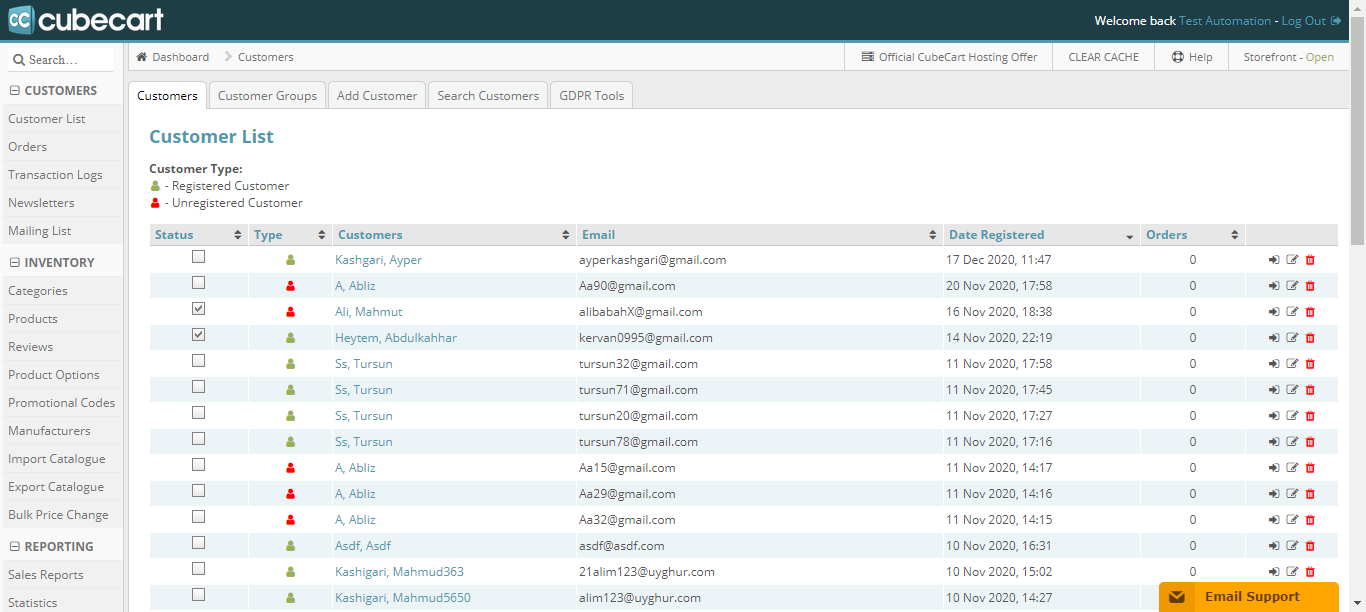 cc cubecart
Welcome back Test Automation - Log Out
Search...
Dashboard Customers Official CubeCart Hosting Offer CLEAR CACHE Help Storefront - Open
CUSTOMERS
Customer List
Orders
Transaction Logs
Newsletters
Mailing List
INVENTORY
Categories
Products
Reviews
Product Options
Promotional Codes
Manufacturers
Import Catalogue
Export Catalogue
Bulk Price Change
REPORTING
Sales Reports
Statistics
Customers Customer Groups Add Customer Search Customers GDPR Tools
Customer List
Customer Type:
- Registered Customer
- Unregistered Customer
Status Type Customers Email Date Registered Orders
Kashgari, Ayper ayperkashgari@gmail.com 17 Dec 2020, 11:47 0
A, Abliz Aa90@gmail.com 20 Nov 2020, 17:58 0
Ali, Mahmut alibabahX@gmail.com 16 Nov 2020, 18:38 0
Heytem, Abdulkahhar kervan0995@gmail.com 14 Nov 2020, 22:19 0
Ss, Tursun tursun32@gmail.com 11 Nov 2020, 17:58 0
Ss, Tursun tursun71@gmail.com 11 Nov 2020, 17:45 0
Ss, Tursun tursun20@gmail.com 11 Nov 2020, 17:27 0
Ss, Tursun tursun78@gmail.com 11 Nov 2020, 17:16 0
A, Abliz Aa15@gmail.com 11 Nov 2020, 14:17 0
A, Abliz Aa29@gmail.com 11 Nov 2020, 14:16 0
A, Abliz Aa32@gmail.com 11 Nov 2020, 14:15 0
Asdf, Asdf asdf@asdf.com 10 Nov 2020, 16:31 0
Kashigari, Mahmud363 21alim123@uyghur.com 10 Nov 2020, 15:02 0
Kashigari, Mahmud5650 alim123@uyghur.com 10 Nov 2020, 14:27
Email Support